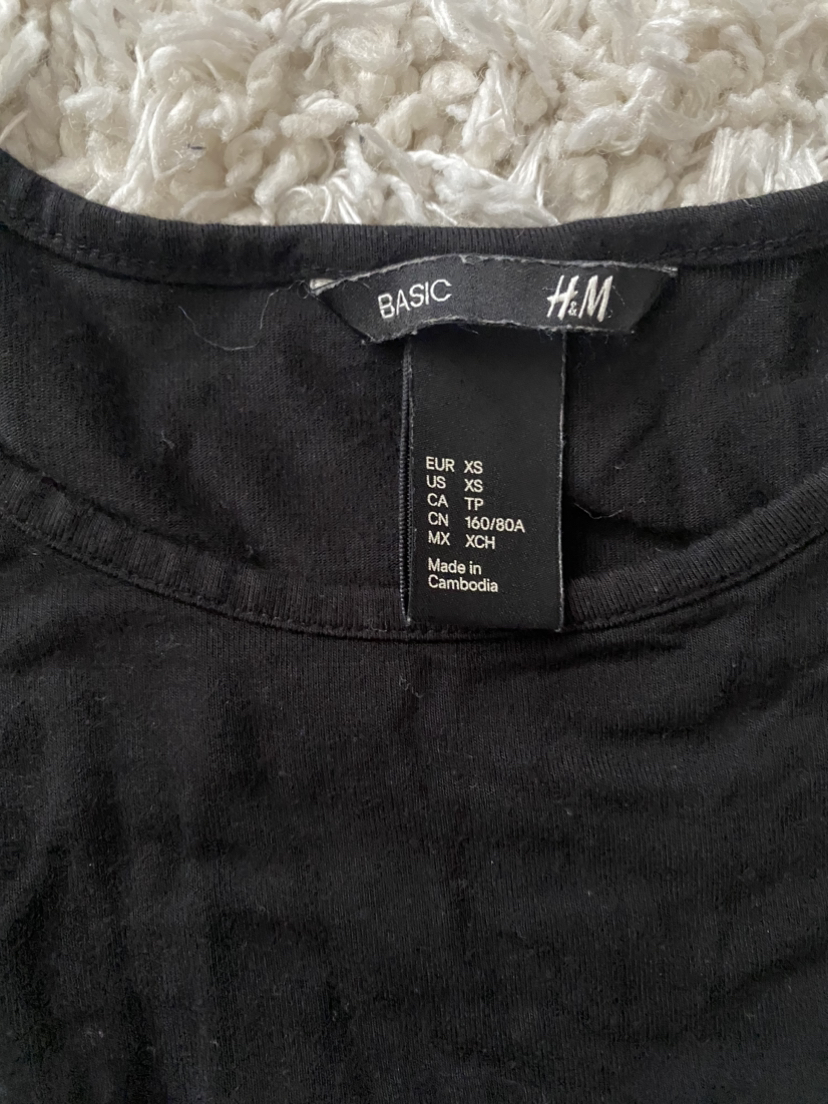 BASIC H&M
EUR XS
US XS
CA TP
CN 160/80A
MX XCH
Made in
Cambodia